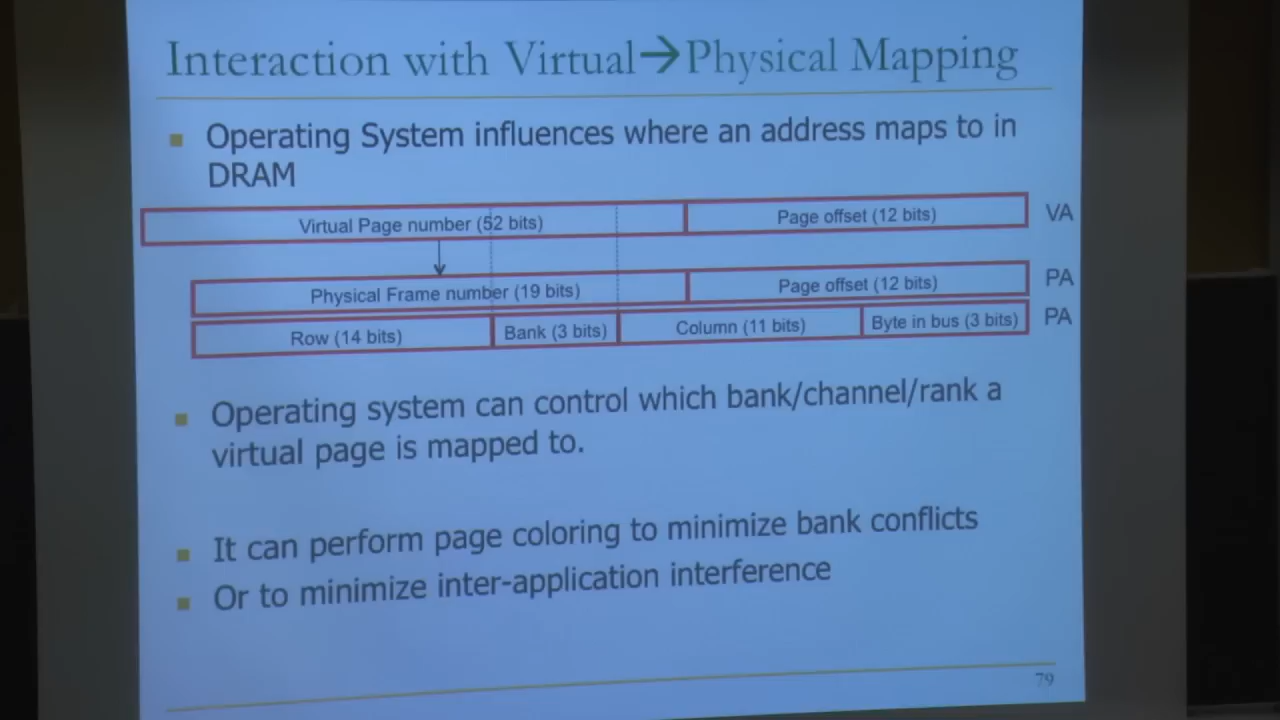 Interaction with Virtual→Physical Mapping
Operating System influences where an address maps to in
DRAM
Virtual Page number (52 bits) Page offset (12 bits) VA
Physical Frame number (19 bits) Page offset (12 bits) PA
Row (14 bits) Bank (3 bits) Column (11 bits) Byte in bus (3 bits) PA
Operating system can control which bank/channel/rank a
virtual page is mapped to.
It can perform page coloring to minimize bank conflicts
Or to minimize inter-application interference
79